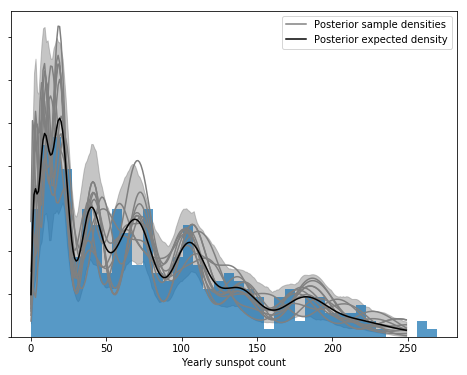 Posterior sample densities
Posterior expected density
0
50
100
150
200
250
Yearly sunspot count